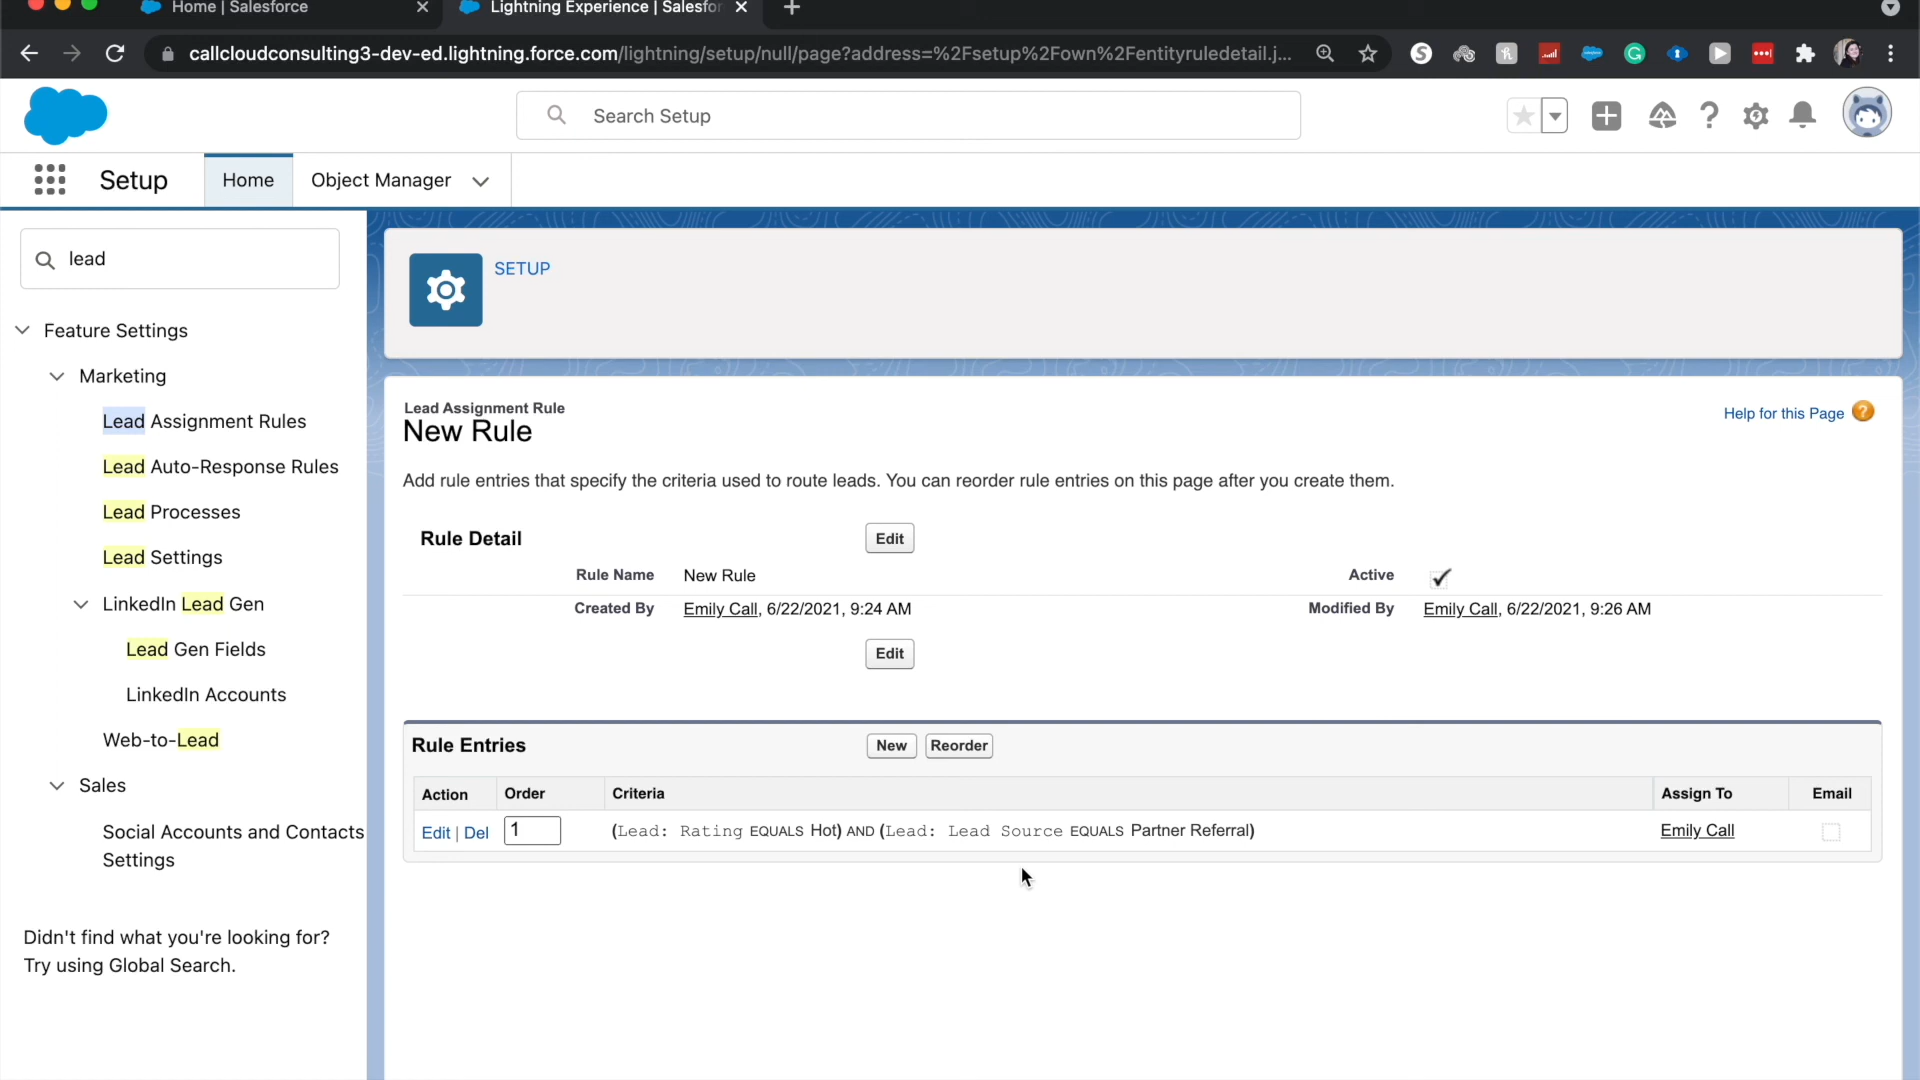 Home | Salesforce
Lightning Experience | Salesfor
callcloudconsulting3-dev-ed.lightning.force.com/lightning/setup/null/page?address=%2Fsetup%2Fown%2Fentityruledetail.j...
Search Setup
Setup
Home
Object Manager
lead
Feature Settings
Marketing
Lead Assignment Rules
Lead Auto-Response Rules
Lead Processes
Lead Settings
LinkedIn Lead Gen
Lead Gen Fields
LinkedIn Accounts
Web-to-Lead
Sales
Social Accounts and Contacts
Settings
Didn't find what you're looking for?
Try using Global Search.
SETUP
Lead Assignment Rule
New Rule
Help for this Page ?
Add rule entries that specify the criteria used to route leads. You can reorder rule entries on this page after you create them.
Rule Detail
Edit
Rule Name New Rule Active
Created By Emily Call, 6/22/2021, 9:24 AM Modified By Emily Call, 6/22/2021, 9:26 AM
Edit
Rule Entries New Reorder
Action Order Criteria Assign To Email
Edit | Del 1 (Lead: Rating EQUALS Hot) AND (Lead: Lead Source EQUALS Partner Referral) Emily Call